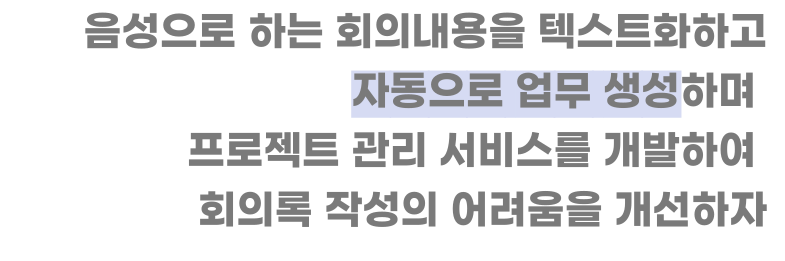 음성으로 하는 회의내용을 텍스트화하고
자동으로 업무 생성하며
프로젝트 관리 서비스를 개발하여
회의록 작성의 어려움을 개선하자